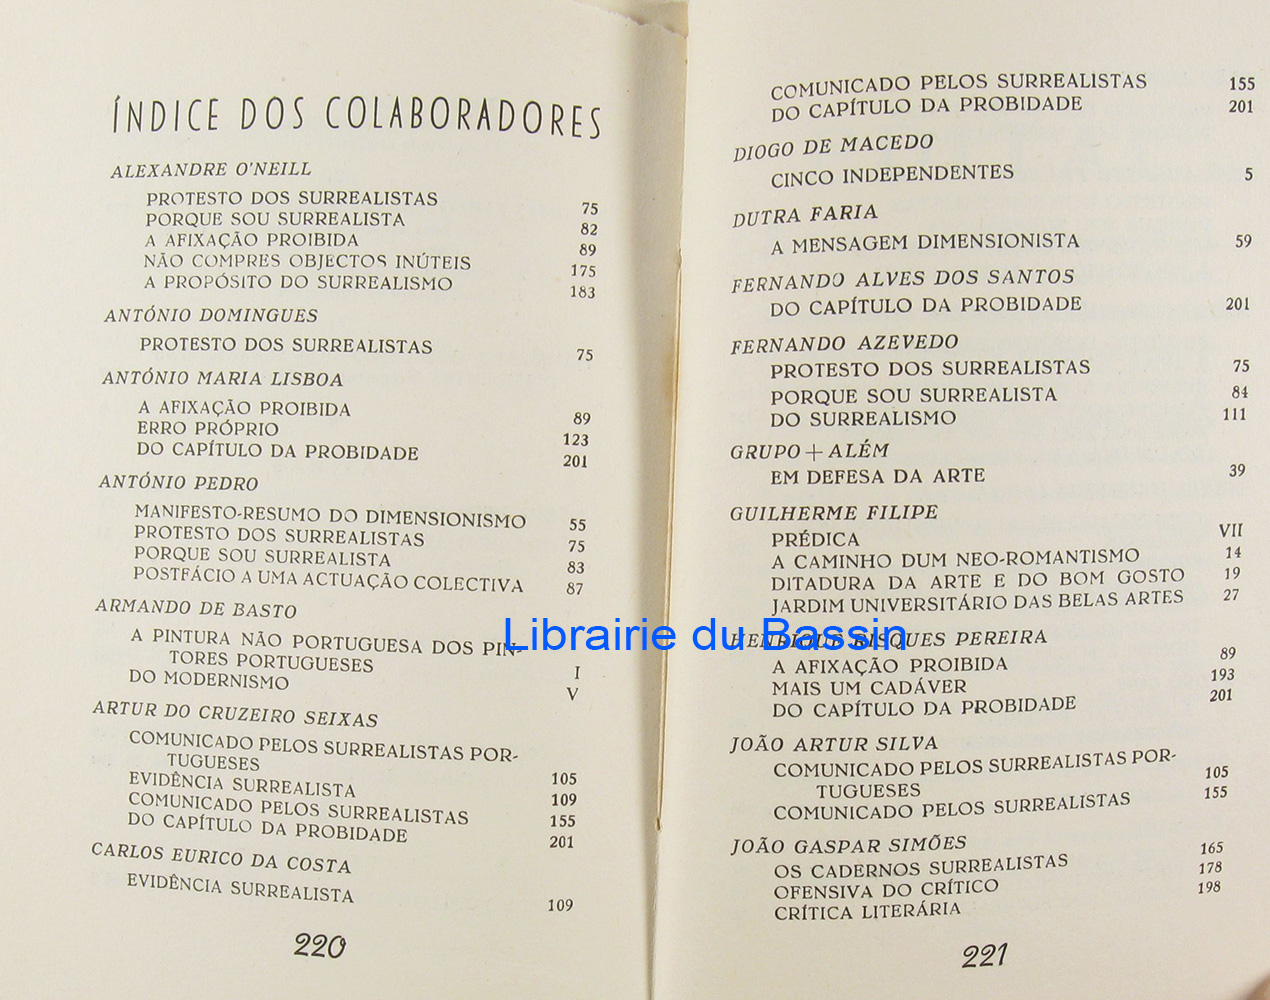 ÍNDICE DOS COLABORADORES
ALEXANDRE O'NEILL
PROTESTO DOS SURREALISTAS 75
PORQUE SOU SURREALISTA 82
A AFIXAÇÃO PROIBIDA 89
NÃO COMPRES OBJECTOS INÚTEIS 175
A PROPÓSITO DO SURREALISMO 183
ANTÓNIO DOMINGUES
PROTESTO DOS SURREALISTAS 75
ANTÓNIO MARIA LISBOA
A AFIXAÇÃO PROIBIDA 89
ERRO PRÓPRIO 123
DO CAPÍTULO DA PROBIDADE 201
ANTÓNIO PEDRO
MANIFESTO-RESUMO DO DIMENSIONISMO 55
PROTESTO DOS SURREALISTAS 75
PORQUE SOU SURREALISTA 83
POSTFÁCIO A UMA ACTUAÇÃO COLECTIVA 87
ARMANDO DE BASTO
A PINTURA NÃO PORTUGUESA DOS PIN-
TORES PORTUGUESES I
DO MODERNISMO V
ARTUR DO CRUZEIRO SEIXAS
COMUNICADO PELOS SURREALISTAS POR-
TUGUESES 105
EVIDÊNCIA SURREALISTA 109
COMUNICADO PELOS SURREALISTAS 155
DO CAPÍTULO DA PROBIDADE 201
CARLOS EURICO DA COSTA
EVIDÊNCIA SURREALISTA 109
220
COMUNICADO PELOS SURREALISTAS 155
DO CAPÍTULO DA PROBIDADE 201
DIOGO DE MACEDO
CINCO INDEPENDENTES 5
DUTRA FARIA
A MENSAGEM DIMENSIONISTA 59
FERNANDO ALVES DOS SANTOS
DO CAPÍTULO DA PROBIDADE 201
FERNANDO AZEVEDO
PROTESTO DOS SURREALISTAS 75
PORQUE SOU SURREALISTA 84
DO SURREALISMO 111
GRUPO + ALÉM
EM DEFESA DA ARTE 39
GUILHERME FILIPE
PRÉDICA VII
A CAMINHO DUM NEO-ROMANTISMO 14
DITADURA DA ARTE E DO BOM GOSTO 19
JARDIM UNIVERSITÁRIO DAS BELAS ARTES 27
Librairie du Bassin
HENRIQUE RISQUES PEREIRA
A AFIXAÇÃO PROIBIDA 89
MAIS UM CADÁVER 193
DO CAPÍTULO DA PROBIDADE 201
JOÃO ARTUR SILVA
COMUNICADO PELOS SURREALISTAS POR-
TUGUESES 105
COMUNICADO PELOS SURREALISTAS 155
JOÃO GASPAR SIMÕES
OS CADERNOS SURREALISTAS 165
OFENSIVA DO CRÍTICO 178
CRÍTICA LITERÁRIA 198
221